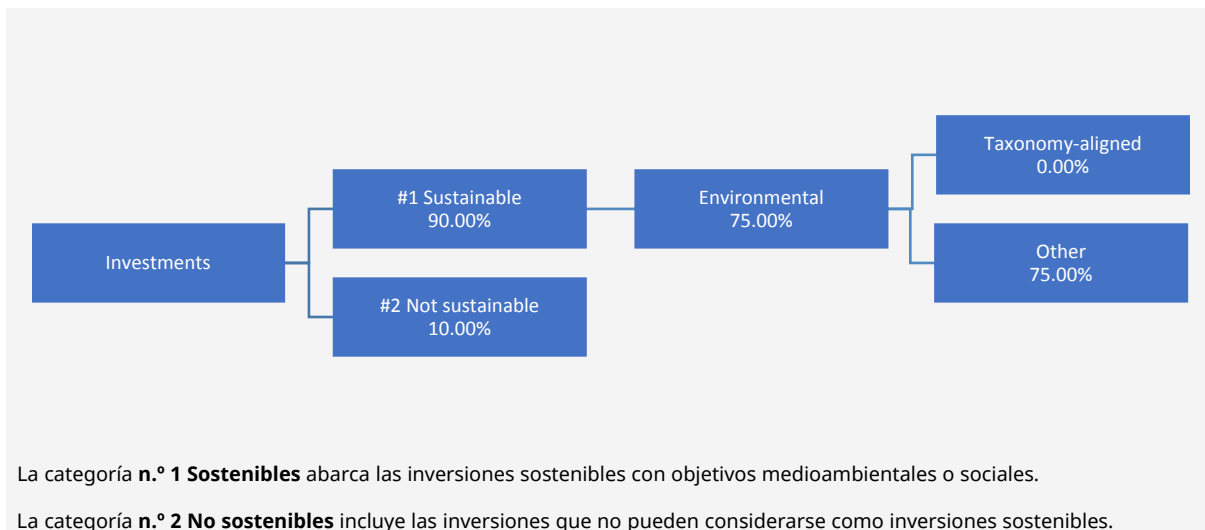 Taxonomy-aligned
0.00%
#1 Sustainable
90.00%
Environmental
75.00%
Investments
Other
75.00%
#2 Not sustainable
10.00%
La categoría n.º 1 Sostenibles abarca las inversiones sostenibles con objetivos medioambientales o sociales.
La categoría n.º 2 No sostenibles incluye las inversiones que no pueden considerarse como inversiones sostenibles.